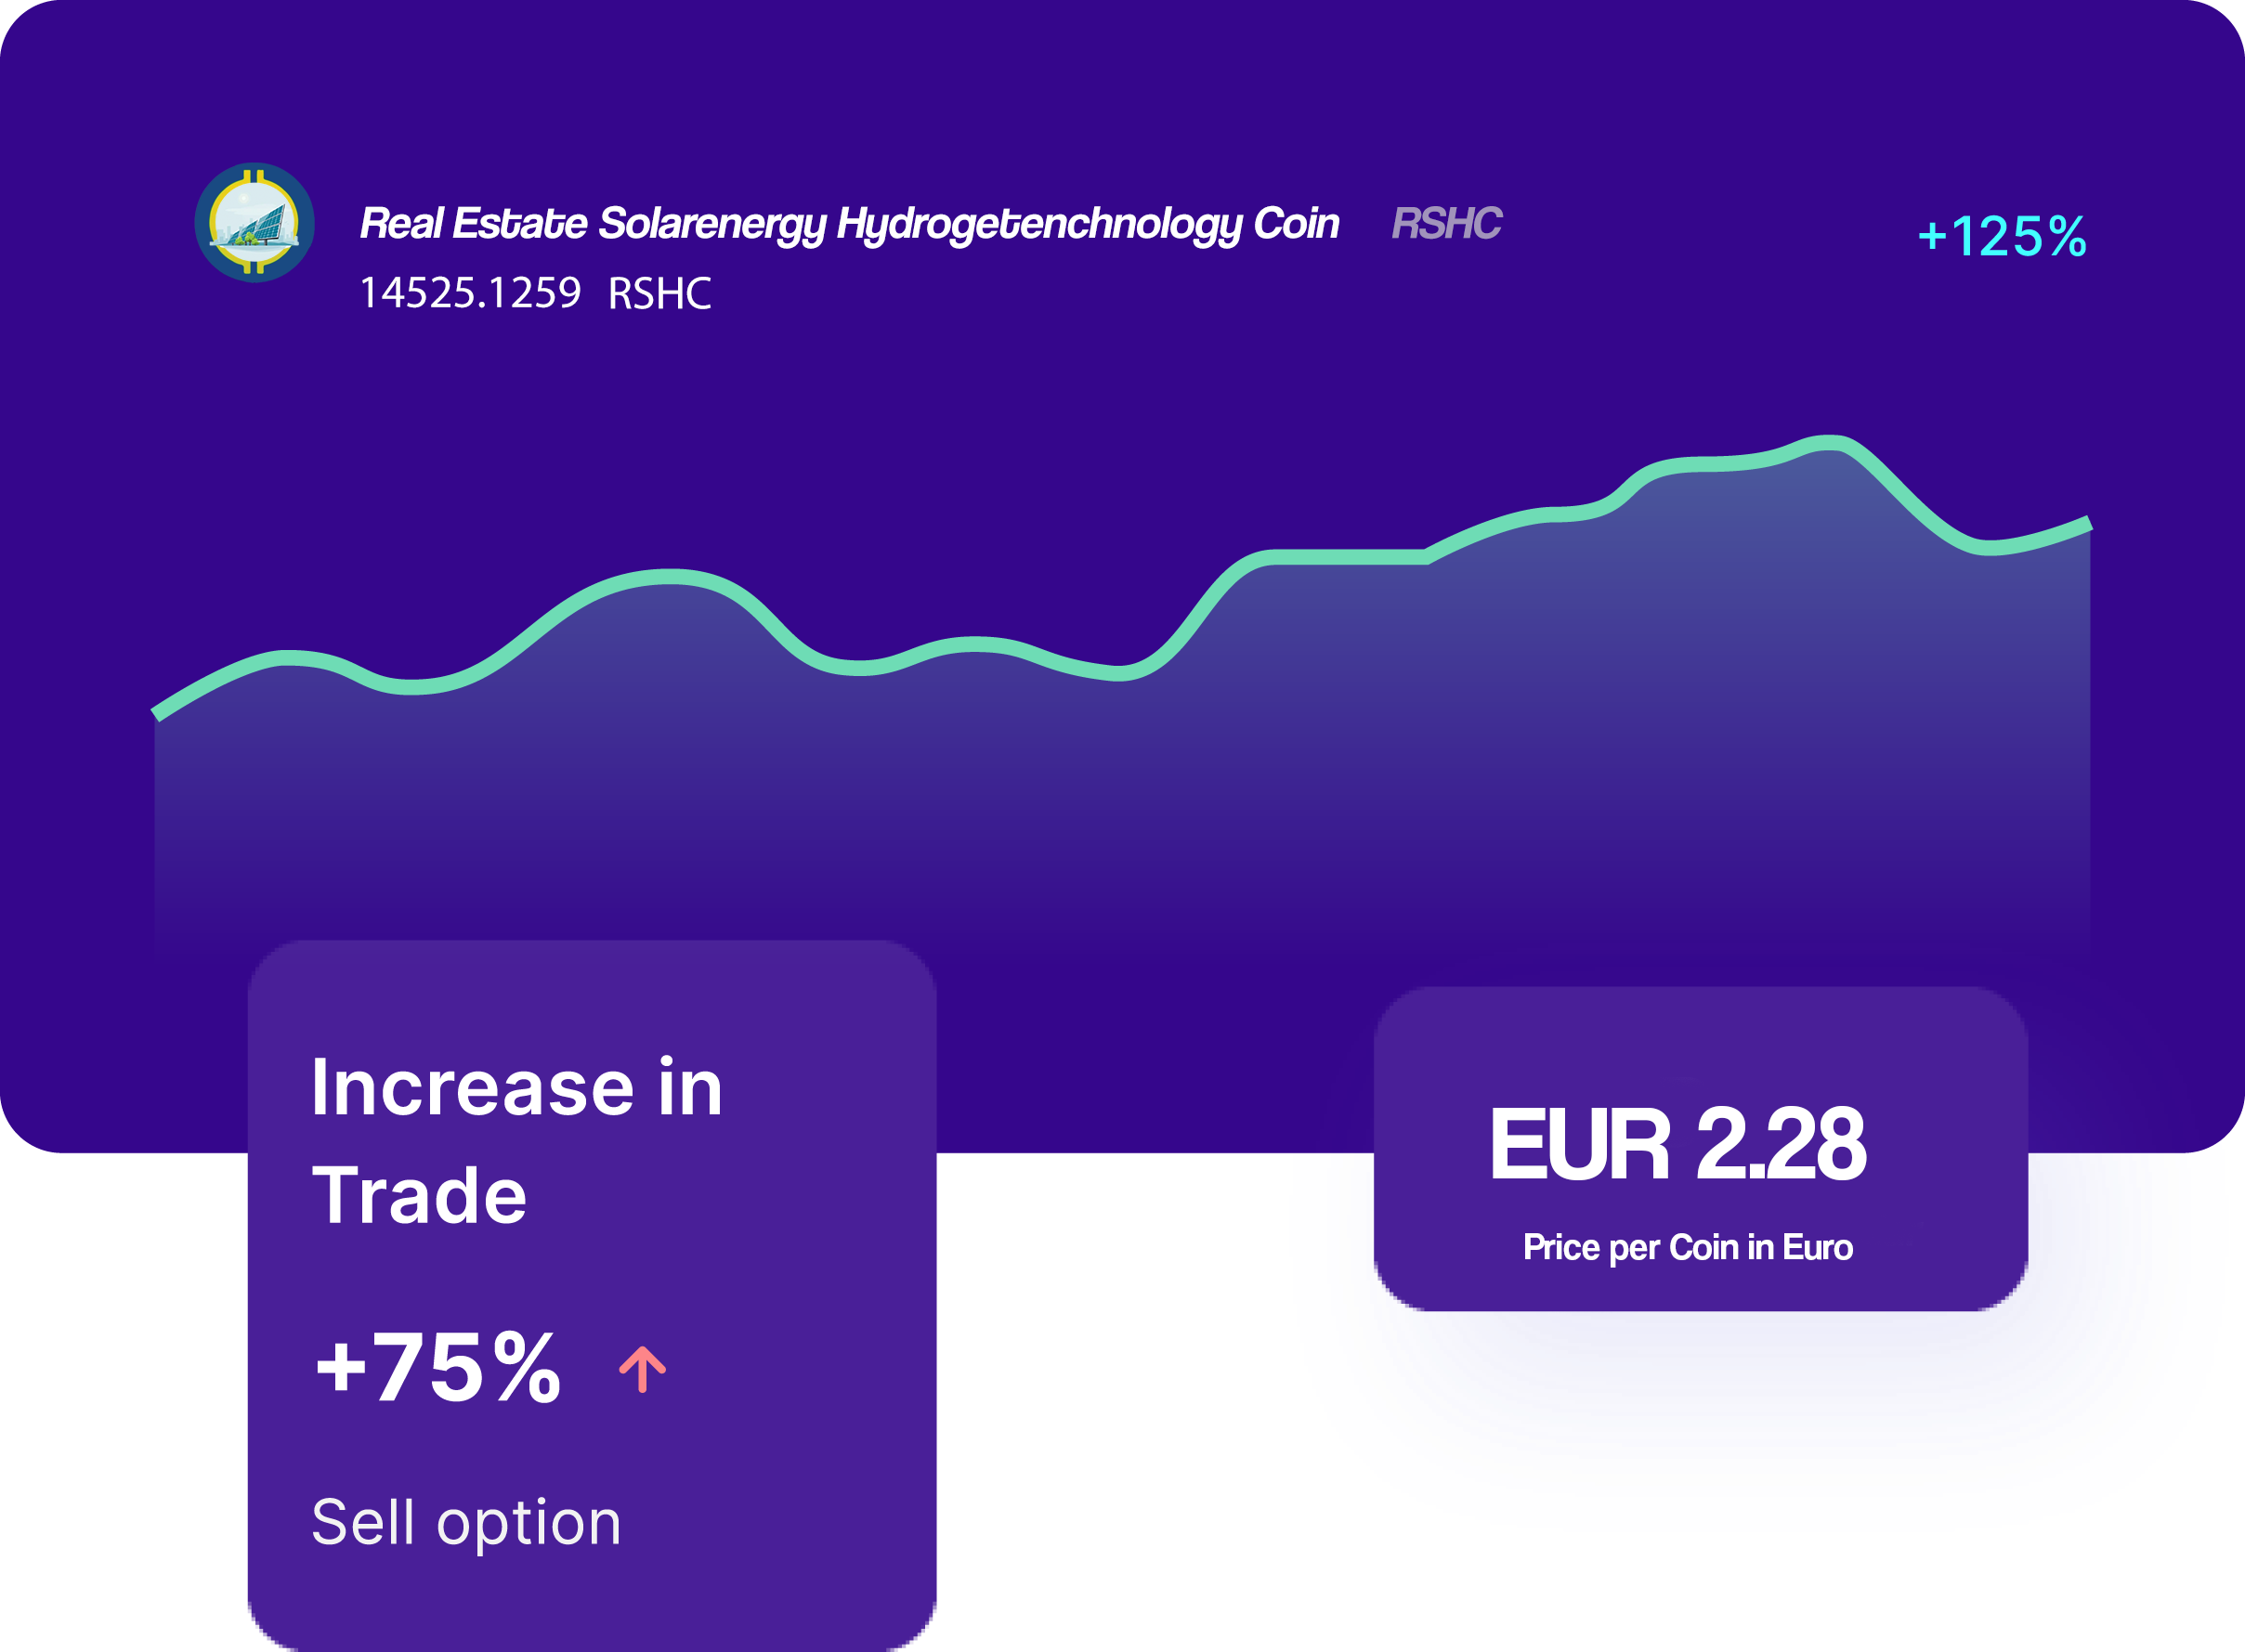 Real Estate Solarenergy Hydrogetenchnology Coin RSHC
+125%
14525.1259 RSHC
Increase in
Trade
+75%
Sell option
EUR 2.28
Price per Coin in Euro